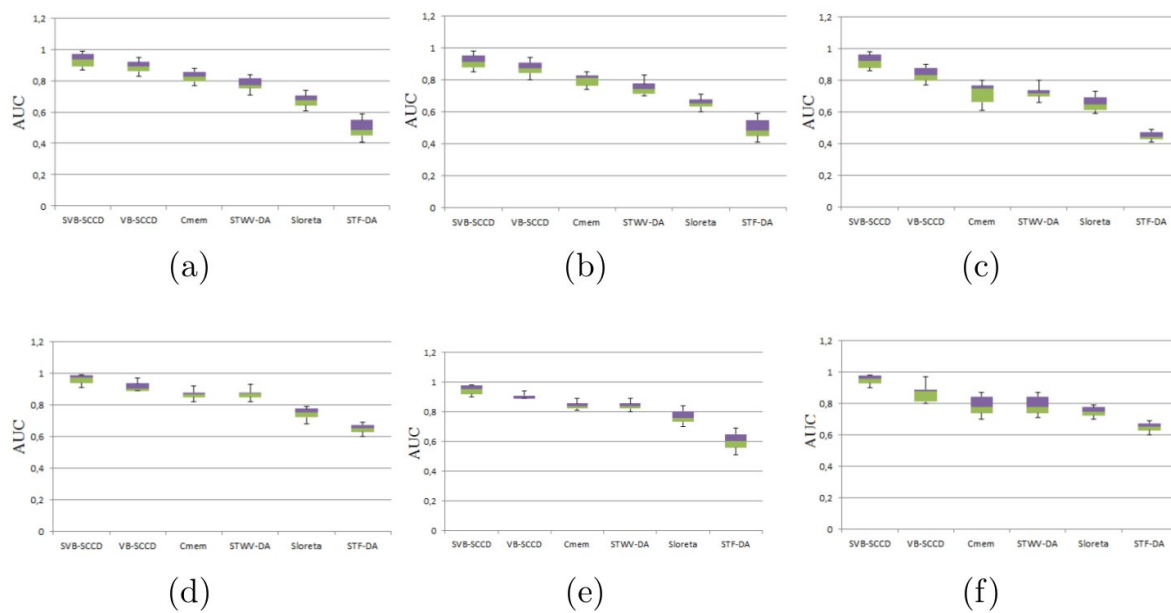 1,2
1
0,8
0,6
0,4
0,2
0
AUC
SVB-SCCD VB-SCCD Cmem STWV-DA Sloreta STF-DA
(a)
1,2
1
0,8
0,6
0,4
0,2
0
AUC
SVB-SCCD VB-SCCD Cmem STWV-DA Sloreta STF-DA
(b)
1,2
1
0,8
0,6
0,4
0,2
0
AUC
SVB-SCCD VB-SCCD Cmem STWV-DA Sloreta STF-DA
(c)
1,2
1
0,8
0,6
0,4
0,2
0
AUC
SVB-SCCD VB-SCCD Cmem STWV-DA Sloreta STF-DA
(d)
1,2
1
0,8
0,6
0,4
0,2
0
AUC
SVB-SCCD VB-SCCD Cmem STWV-DA Sloreta STF-DA
(e)
1,2
1
0,8
0,6
0,4
0,2
0
AUC
SVB-SCCD VB-SCCD Cmem STWV-DA Sloreta STF-DA
(f)